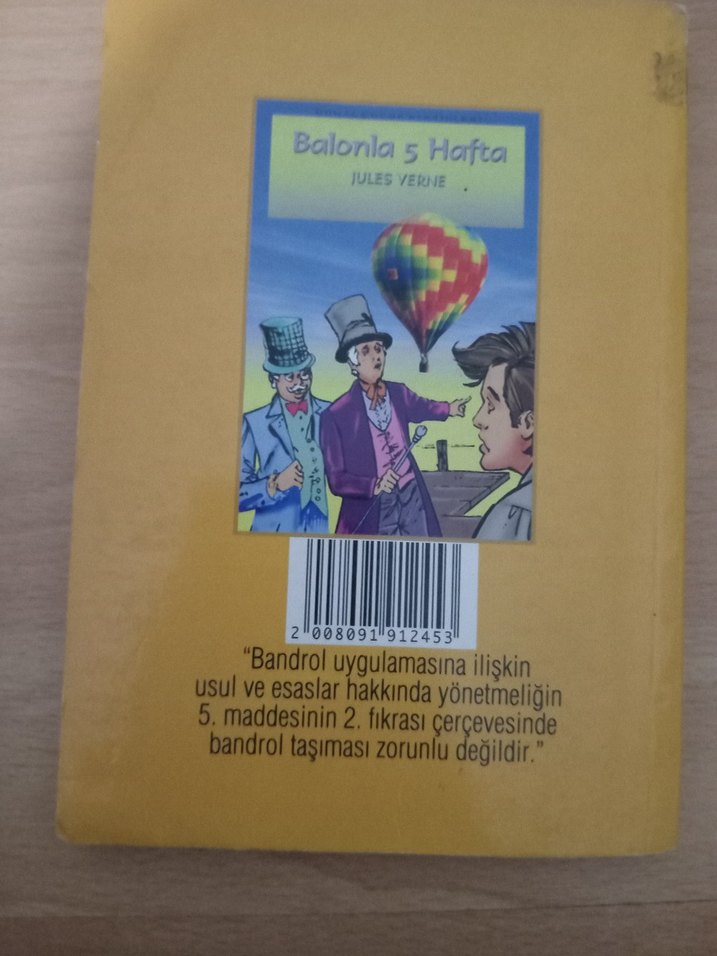 Balonla 5 Hafta
JULES VERNE
2 008091 912453
“Bandrol uygulamasına ilişkin
usul ve esaslar hakkında yönetmeliğin
5. maddesinin 2. fıkrası çerçevesinde
bandrol taşıması zorunlu değildir.”